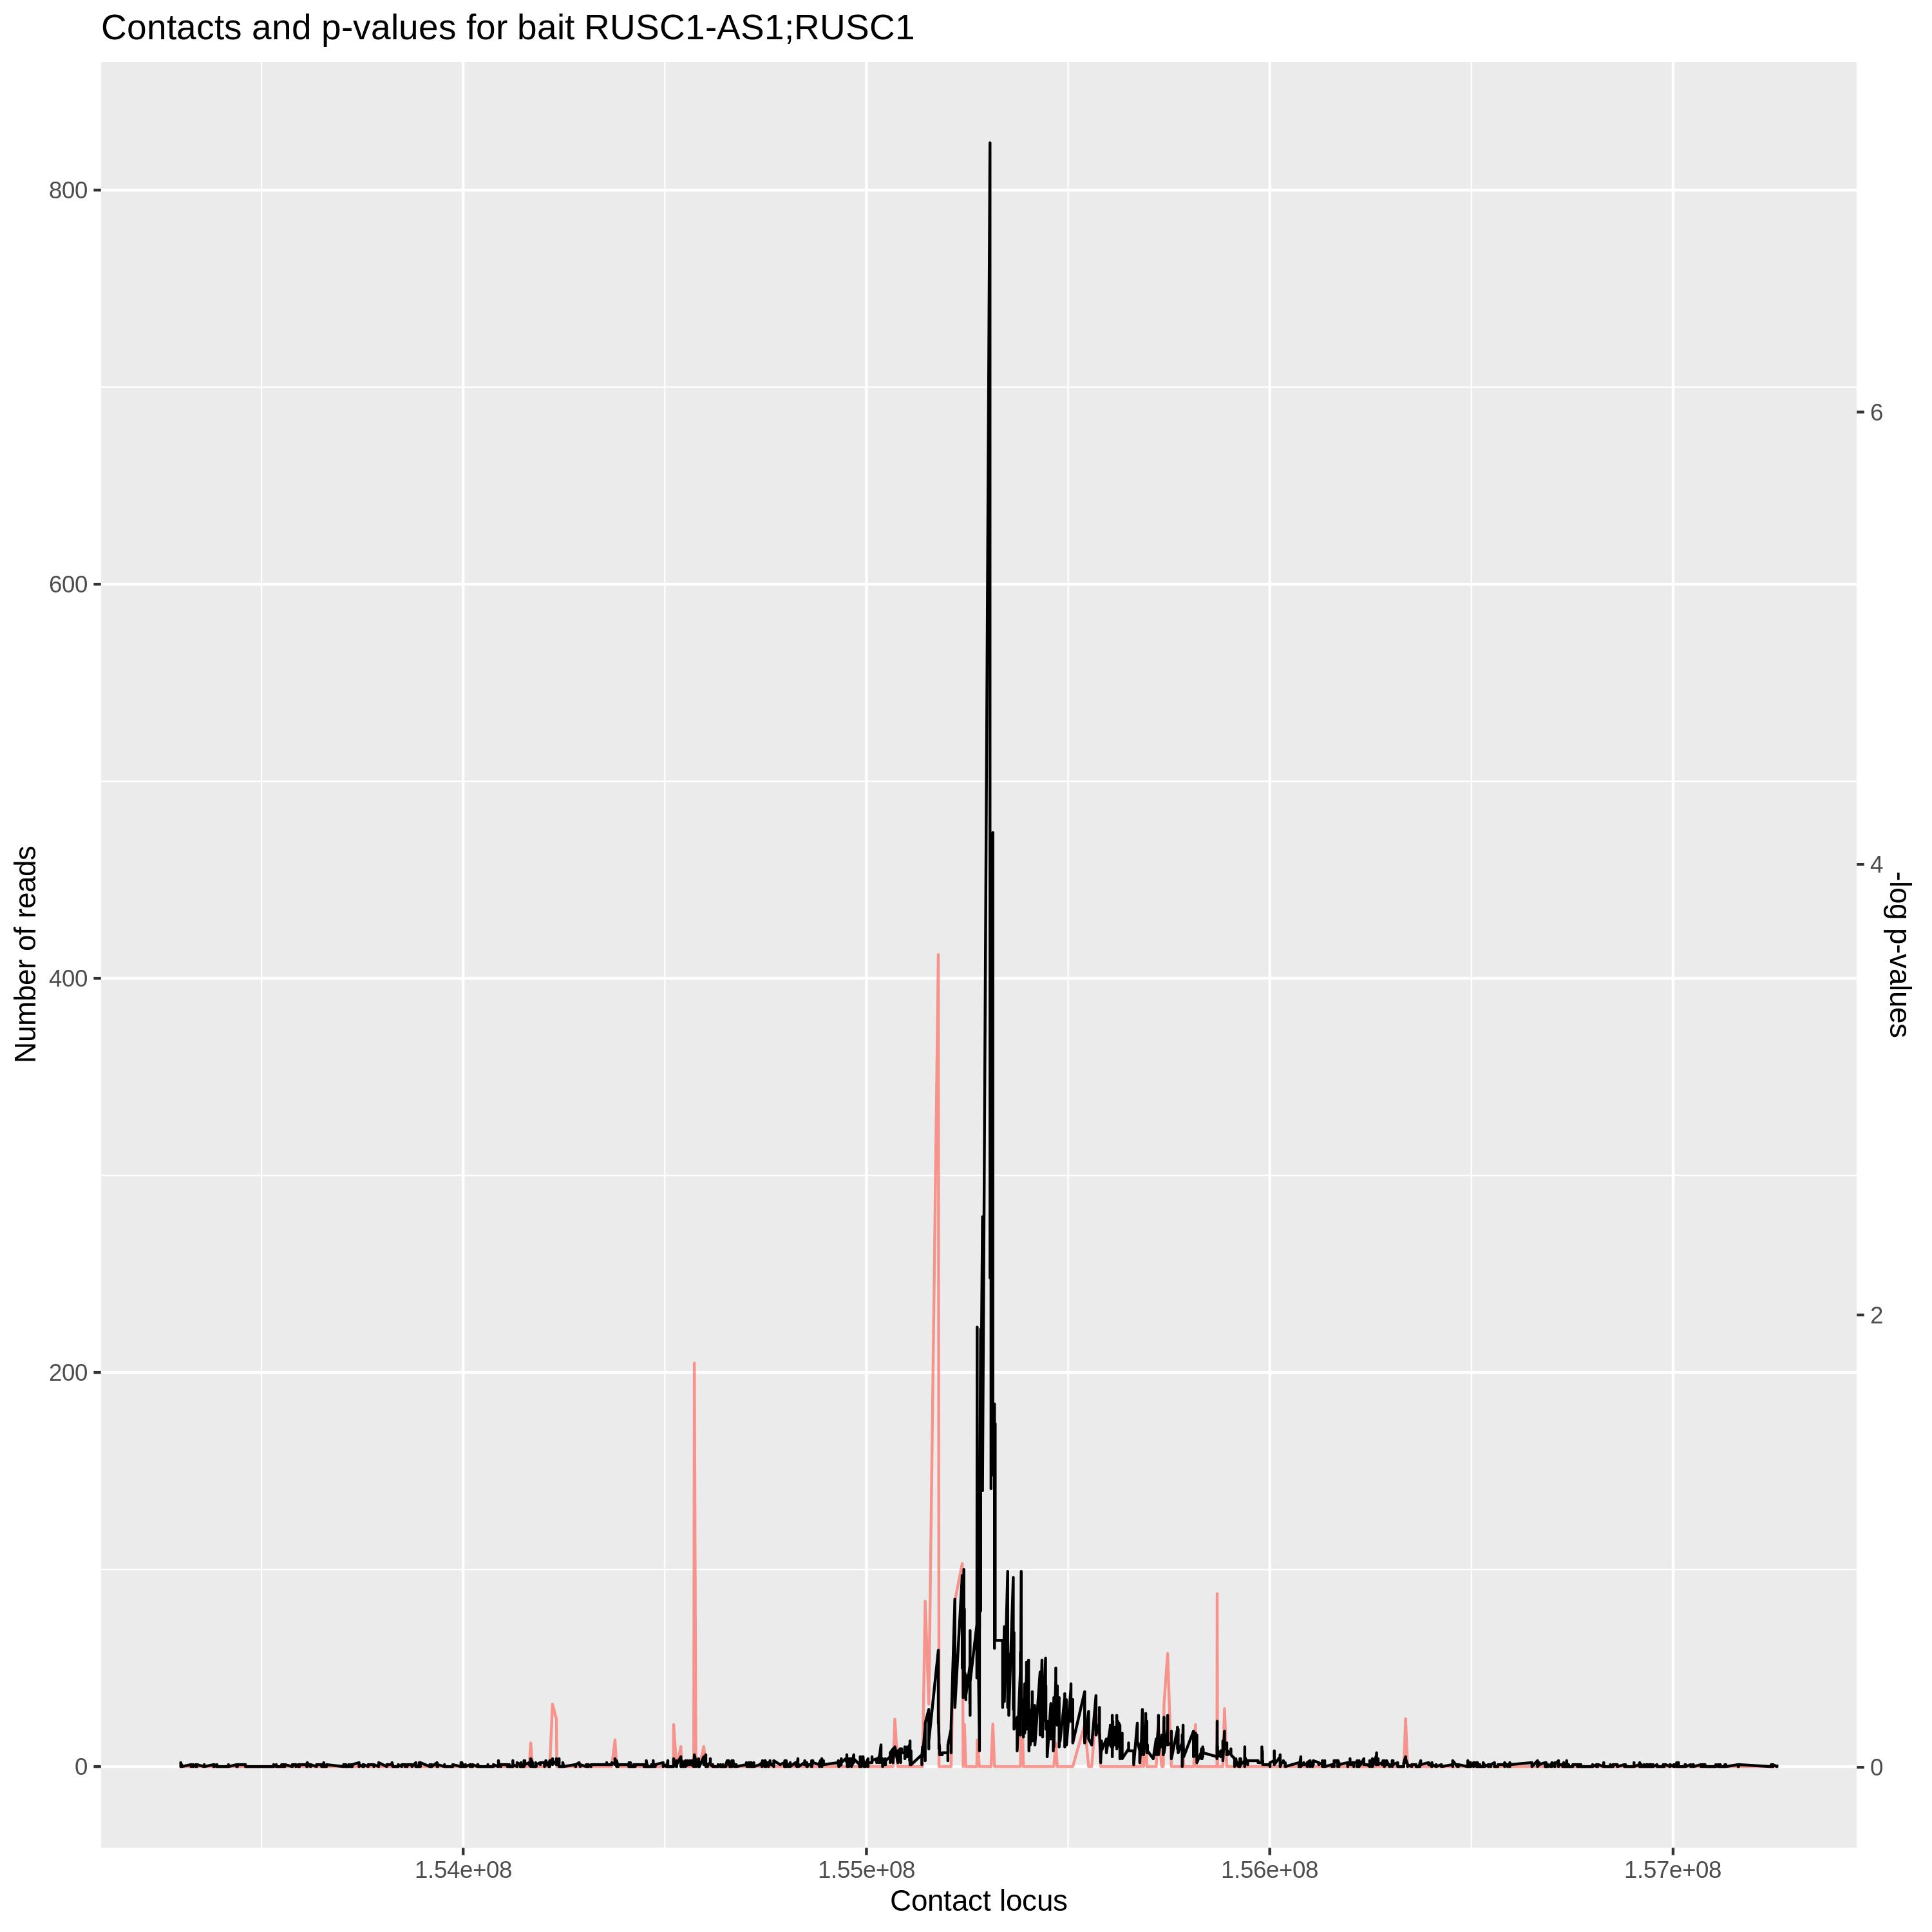 Contacts and p-values for bait RUSC1-AS1;RUSC1
800
600
400
200
0
Number of reads
6
4
2
0
-log p-values
1.54e+08
1.55e+08
1.56e+08
1.57e+08
Contact locus